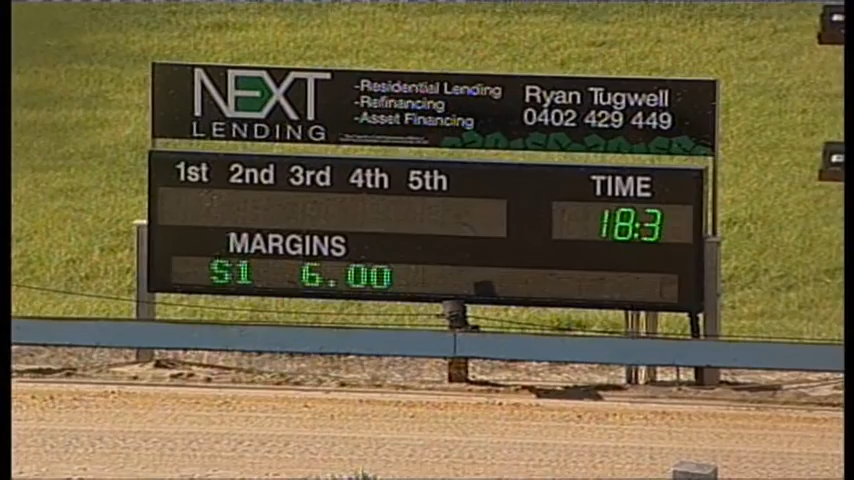 NEXT
LENDING
-Residential Lending
-Refinancing
-Asset Financing
Ryan Tugwell
0402 429 449
1st 2nd 3rd 4th 5th
TIME
18:3
MARGINS
S1 6.00